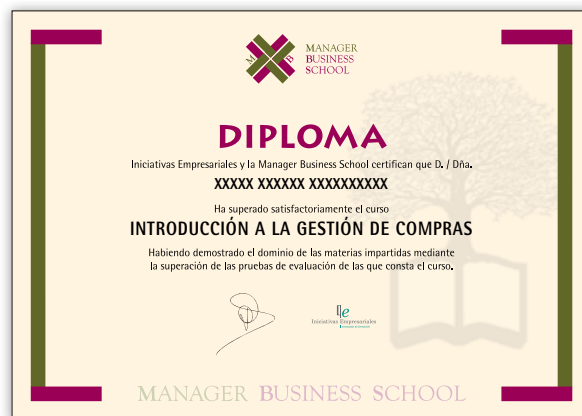 M B
MANAGER
BUSINESS
SCHOOL
DIPLOMA
Iniciativas Empresariales y la Manager Business School certifican que D. / Dña.
XXXXX XXXXXX XXXXXXXXXX
Ha superado satisfactoriamente el curso
INTRODUCCIÓN A LA GESTIÓN DE COMPRAS
Habiendo demostrado el dominio de las materias impartidas mediante
la superación de las pruebas de evaluación de las que consta el curso.
Ie
Iniciativas Empresariales
MANAGER BUSINESS SCHOOL